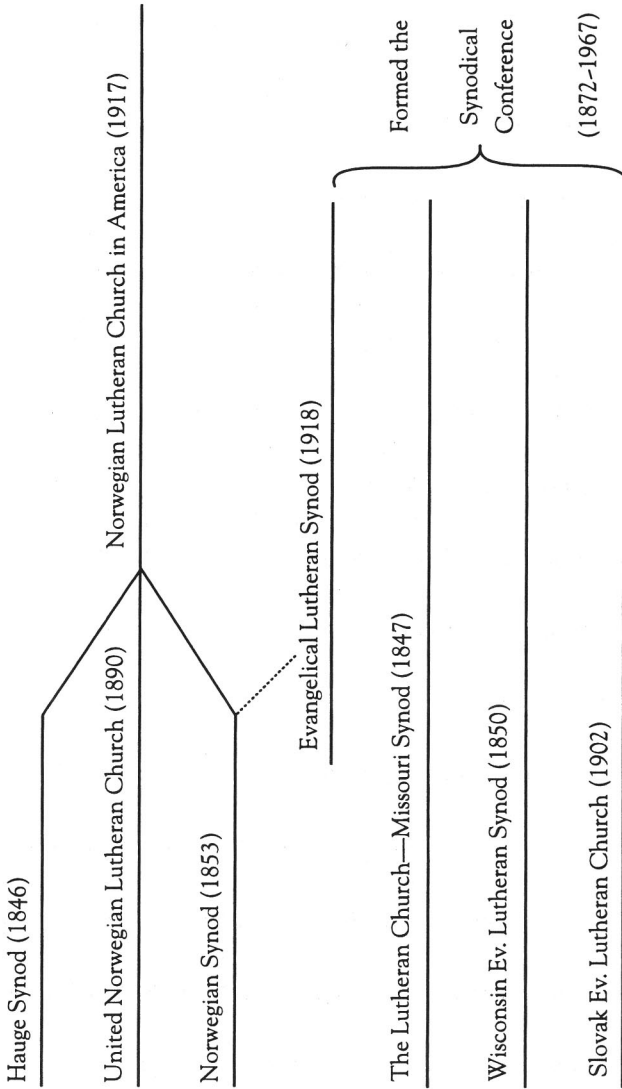 Hauge Synod (1846)
United Norwegian Lutheran Church (1890)
Norwegian Lutheran Church in America (1917)
Norwegian Synod (1853)
Evangelical Lutheran Synod (1918)
The Lutheran Church—Missouri Synod (1847)
Wisconsin Ev. Lutheran Synod (1850)
Slovak Ev. Lutheran Church (1902)
Formed the
Synodical
Conference
(1872-1967)